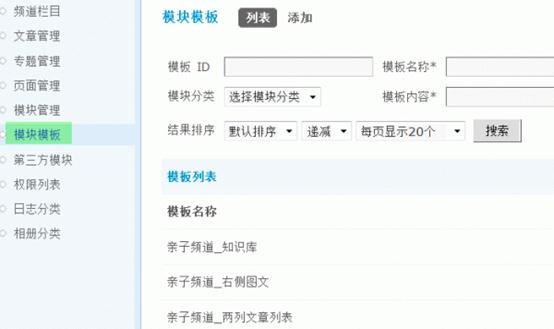 频道栏目
文章管理
专题管理
页面管理
模块管理
模块模板
第三方模块
权限列表
日志分类
相册分类
模块模板 列表 添加
模板 ID 模板名称*
模块分类 选择模块分类 模板内容*
结果排序 默认排序 递减 每页显示20个 搜索
模板列表
模板名称
亲子频道_知识库
亲子频道_右侧图文
亲子频道_两列文章列表